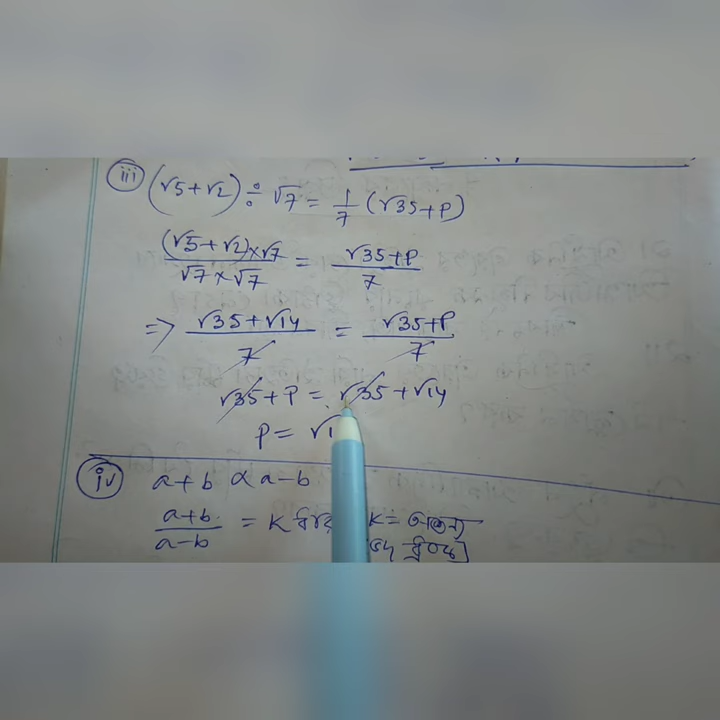 iii (√5+√2) ÷ √7 = 1/7 (√35+P)
(√5+√2)×√7 / √7×√7 = √35+P / 7
=> √35+√14 / 7 = √35+P / 7
√35+P = √35+√14
P = √1
iv a+b ∝ a-b
a+b / a-b = K K =